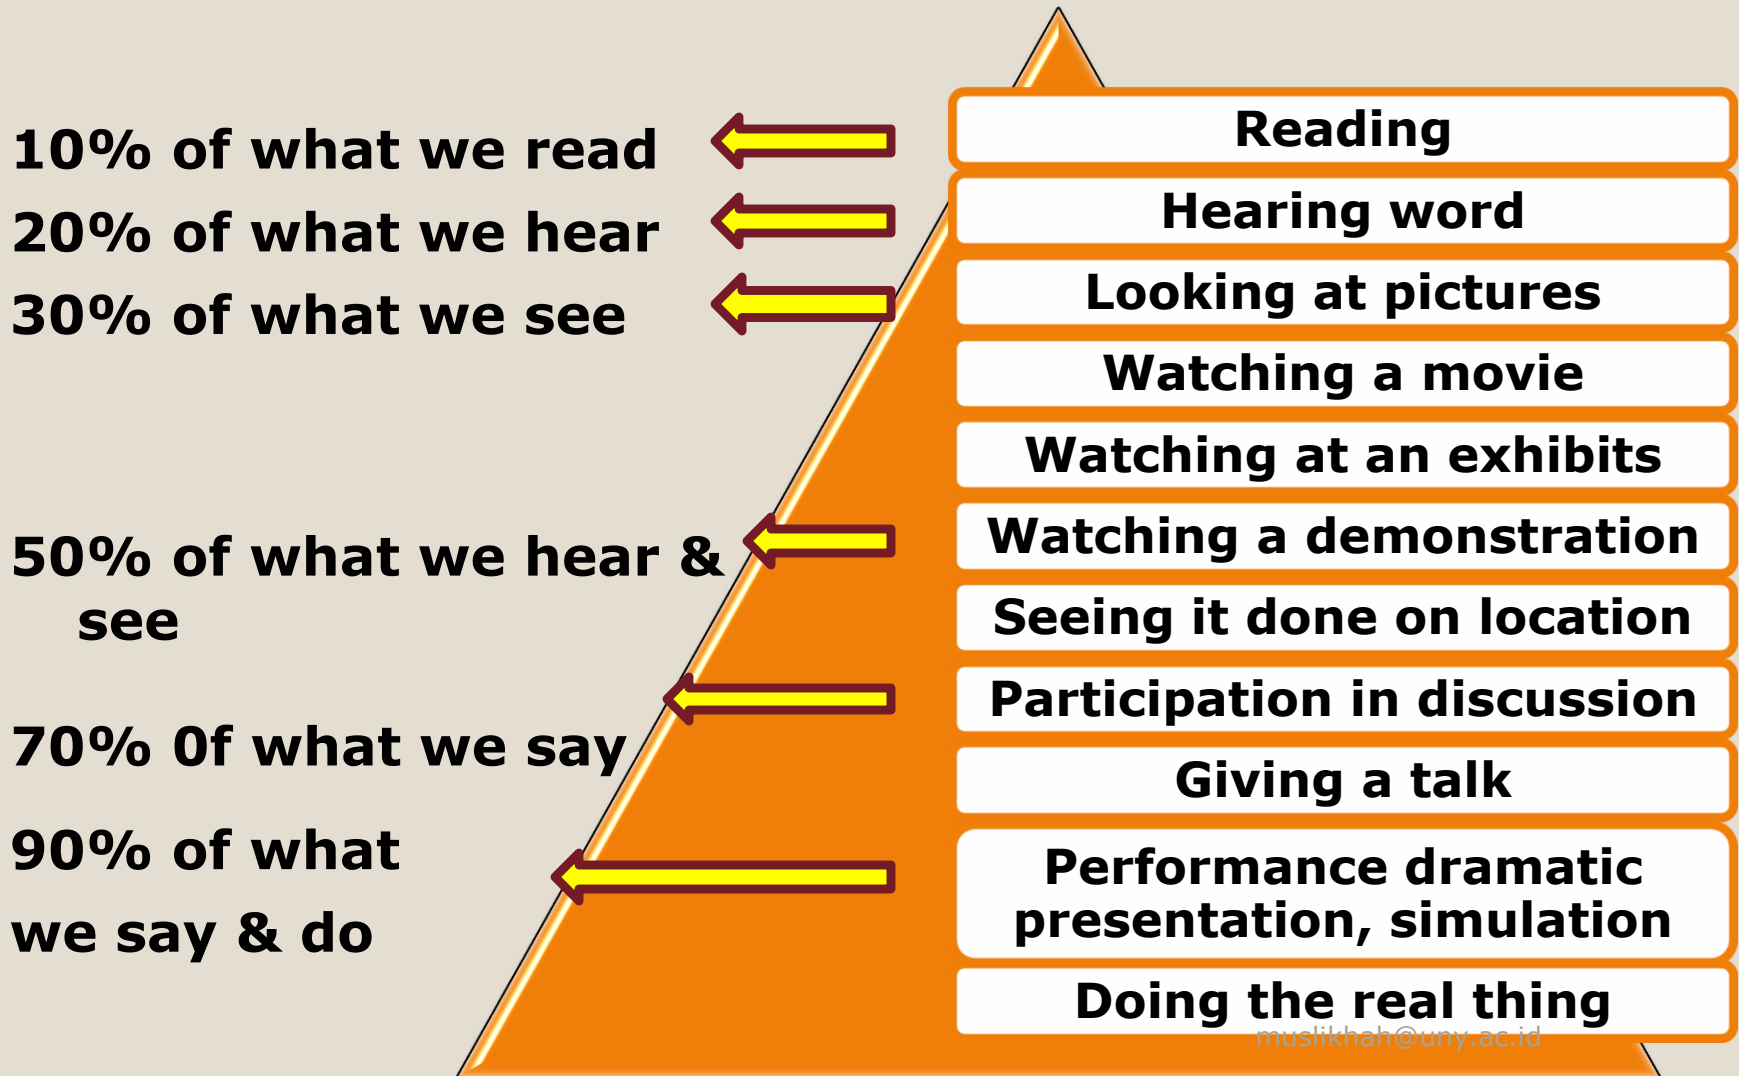 10% of what we read
20% of what we hear
30% of what we see
50% of what we hear &
see
70% 0f what we say
90% of what
we say & do
Reading
Hearing word
Looking at pictures
Watching a movie
Watching at an exhibits
Watching a demonstration
Seeing it done on location
Participation in discussion
Giving a talk
Performance dramatic
presentation, simulation
Doing the real thing
muslikhah@uny.ac.id